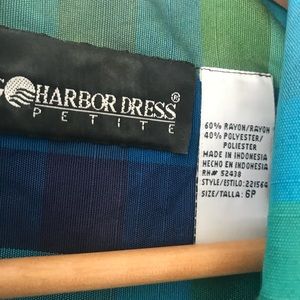 G HARBOR DRESS®
PETITE
60% RAYON/RAYON
40% POLYESTER/
POLIESTER
MADE IN INDONESIA
HECHO EN INDONESIA
RN# 52438
STYLE/ESTILO: 221564
SIZE/TALLA: 6P